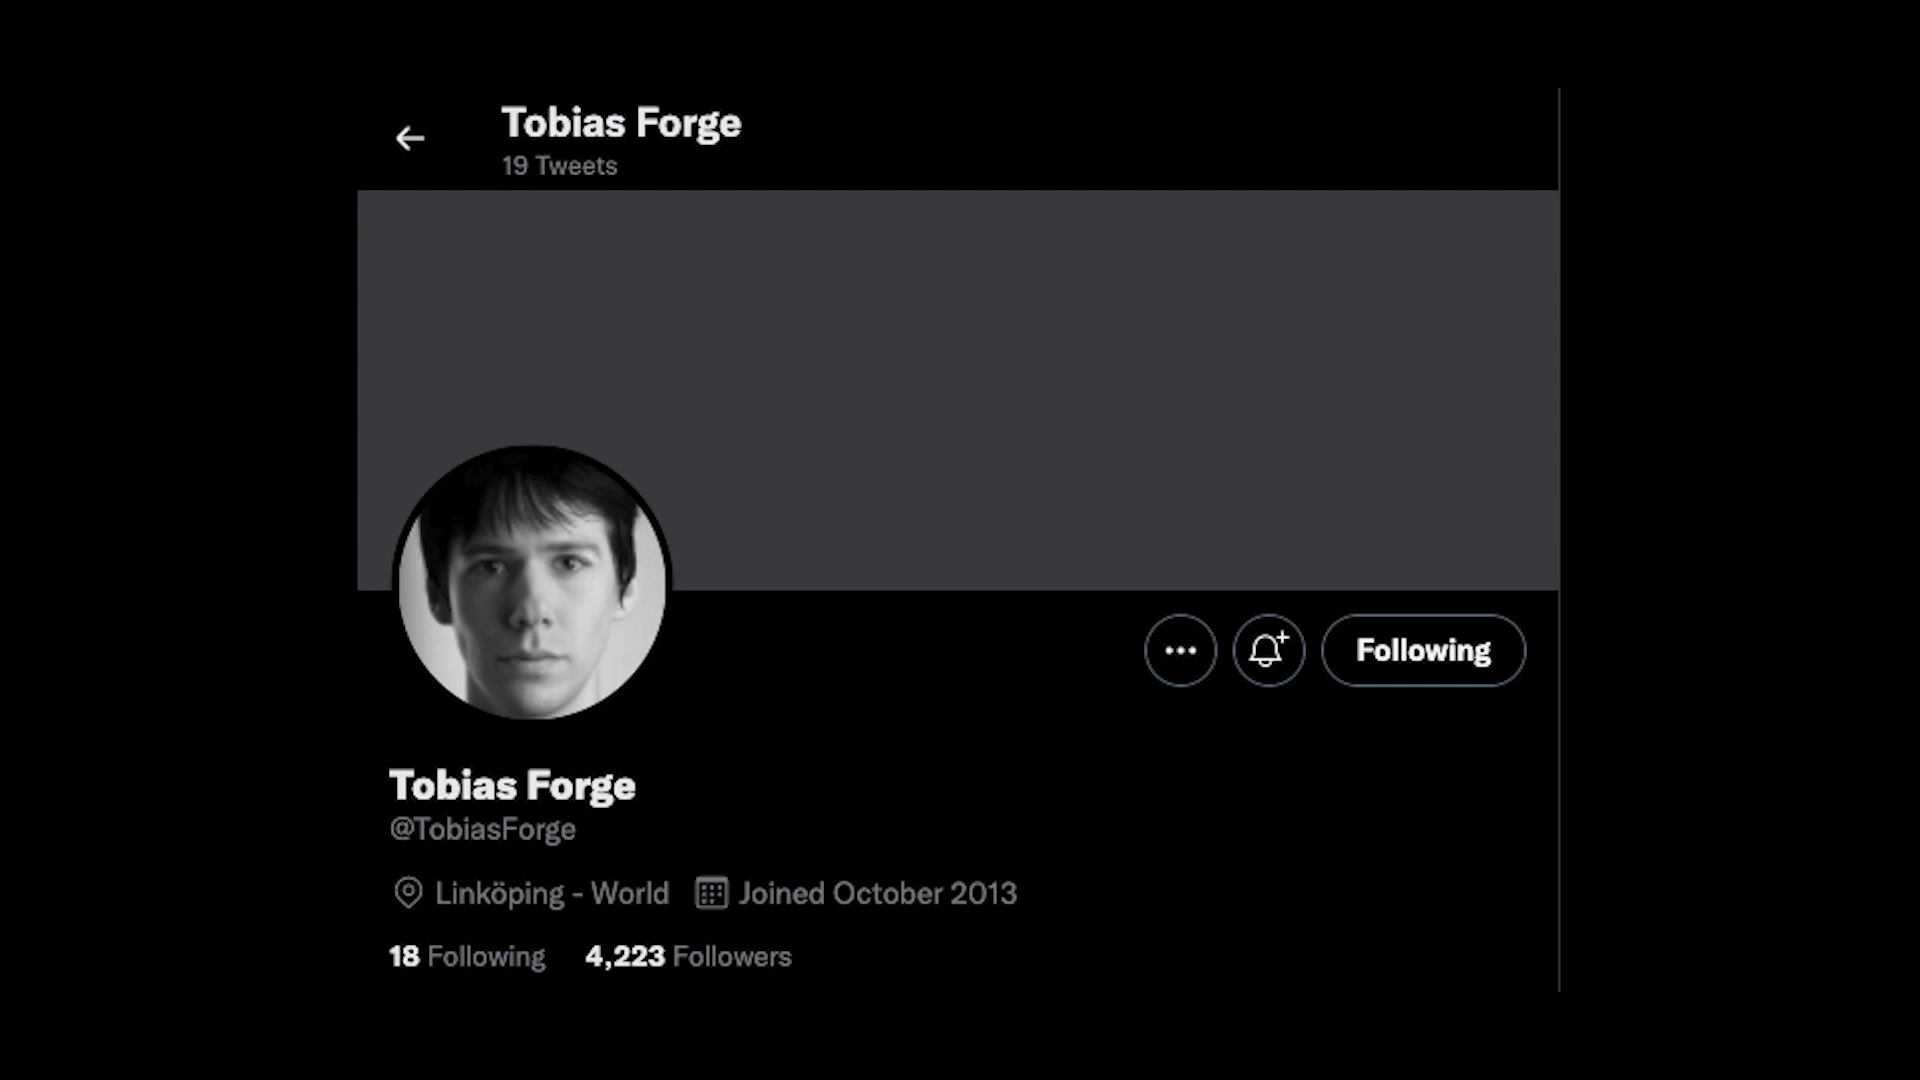 Tobias Forge
19 Tweets
Following
Tobias Forge
@TobiasForge
Linköping - World Joined October 2013
18 Following 4,223 Followers